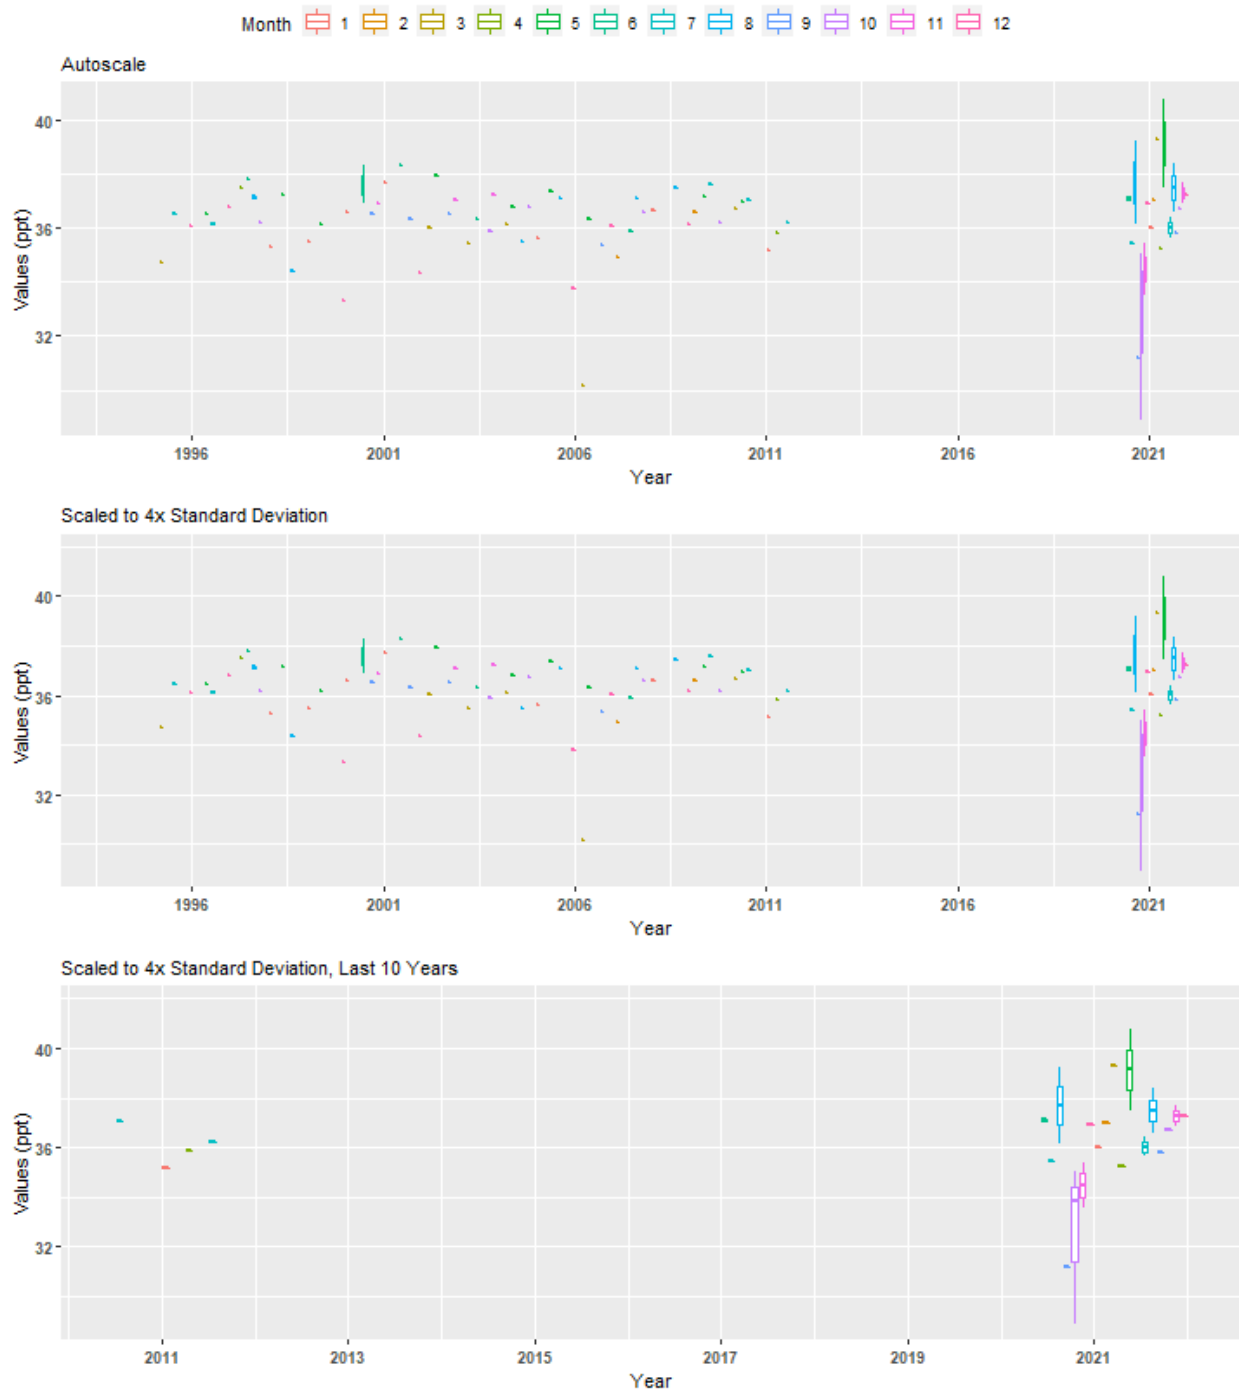 Month 1 2 3 4 5 6 7 8 9 10 11 12
Autoscale
40
36
32
Values (ppt)
1996 2001 2006 2011 2016 2021
Year
Scaled to 4x Standard Deviation
40
36
32
Values (ppt)
1996 2001 2006 2011 2016 2021
Year
Scaled to 4x Standard Deviation, Last 10 Years
40
36
32
Values (ppt)
2011 2013 2015 2017 2019 2021
Year